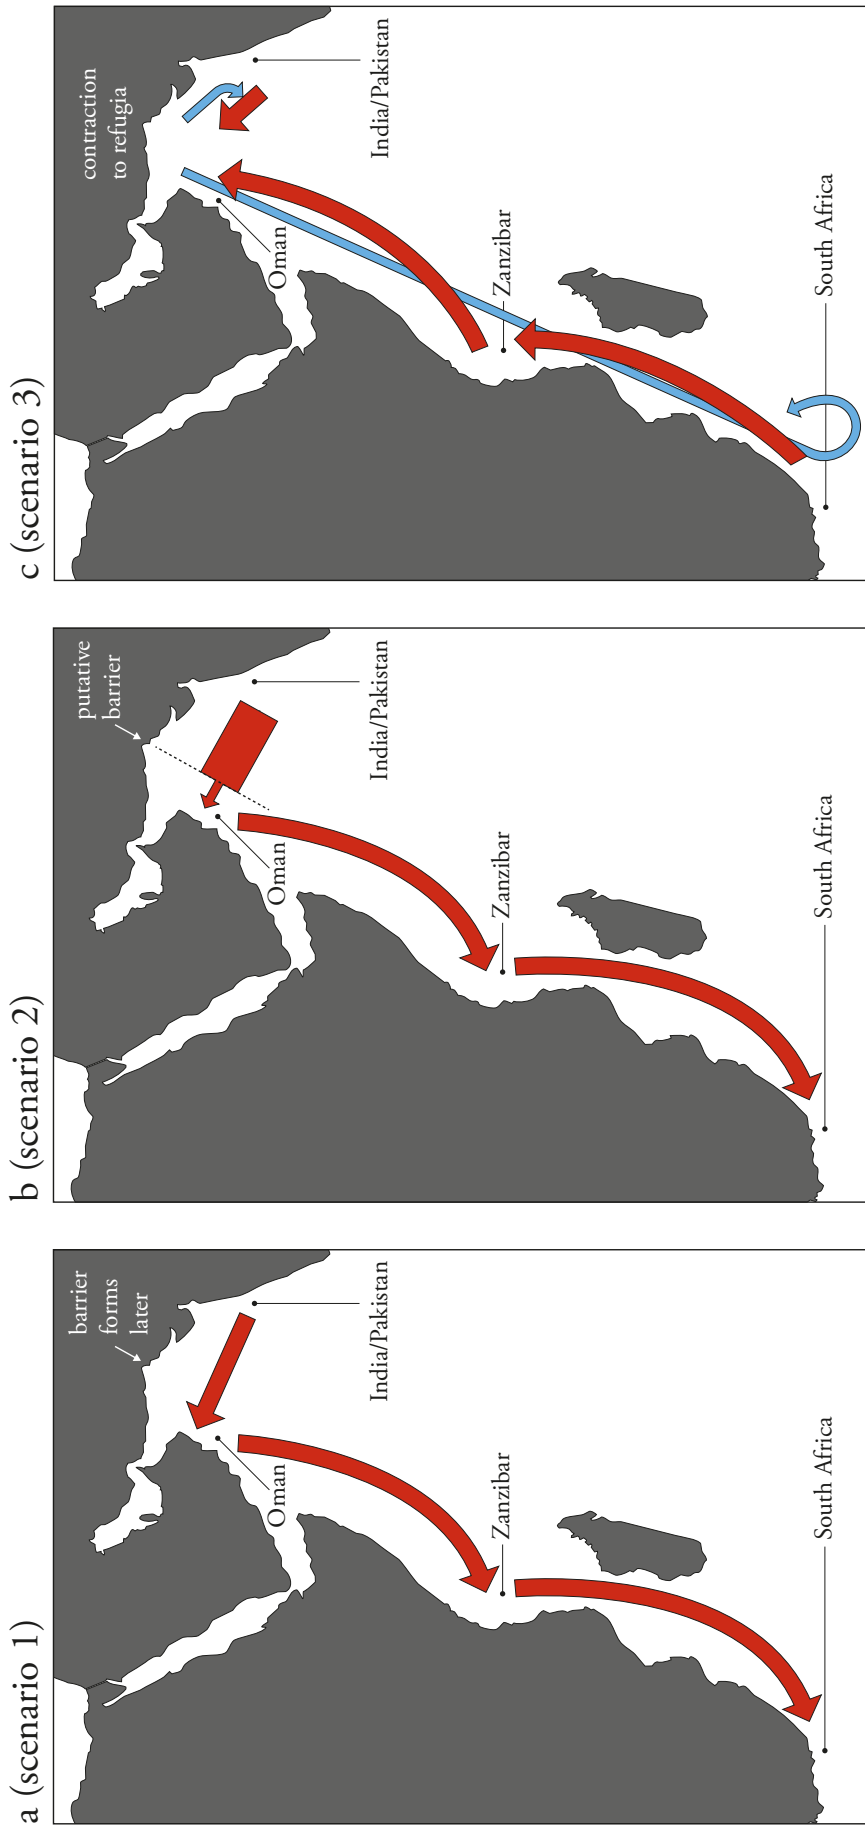 a (scenario 1)
barrier
forms
later
Oman
India/Pakistan
Zanzibar
South Africa
b (scenario 2)
putative
barrier
Oman
India/Pakistan
Zanzibar
South Africa
c (scenario 3)
contraction
to refugia
Oman
India/Pakistan
Zanzibar
South Africa